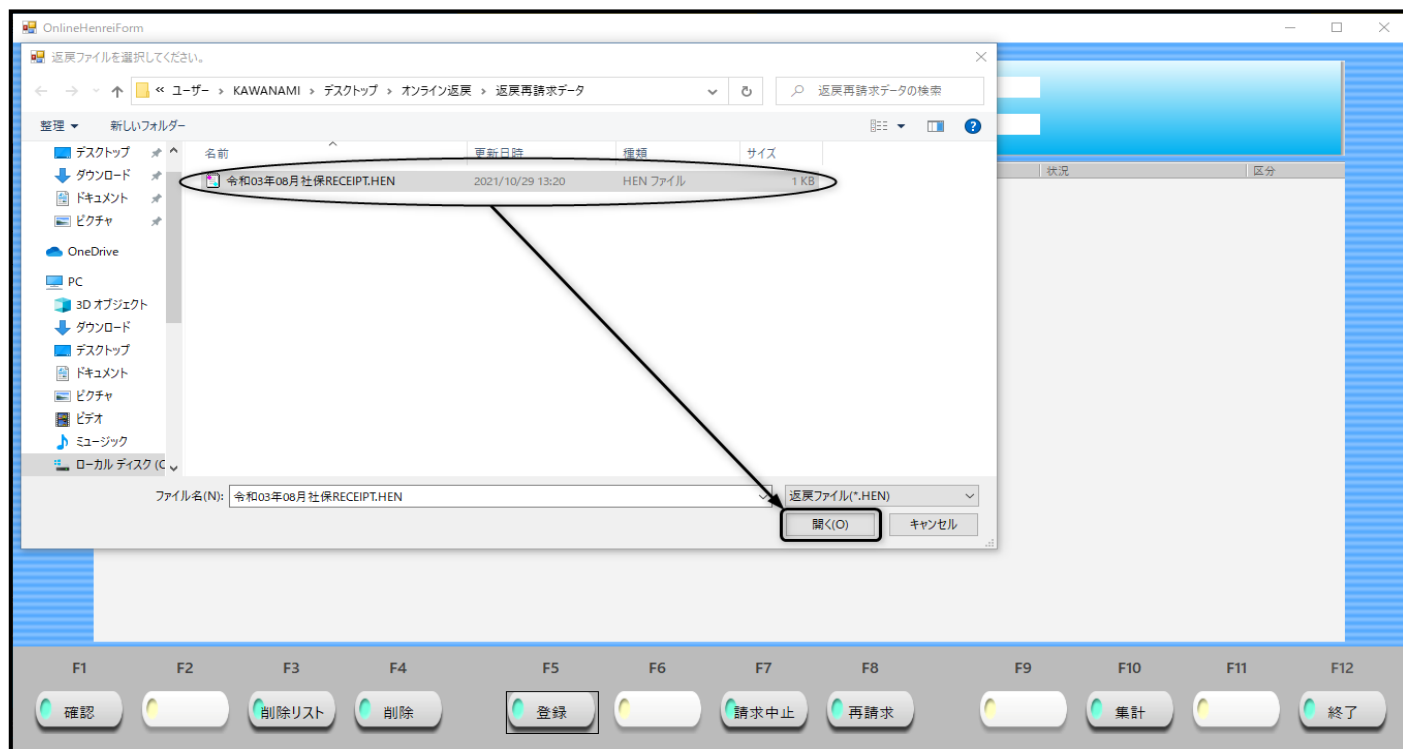 OnlineHenreiForm
返戻ファイルを選択してください。
« ユーザー › KAWANAMI › デスクトップ › オンライン返戻 › 返戻再請求データ
返戻再請求データの検索
整理 新しいフォルダー
名前 更新日時 種類 サイズ
令和03年08月社保RECEIPT.HEN 2021/10/29 13:20 HEN ファイル 1 KB
デスクトップ
ダウンロード
ドキュメント
ピクチャ
OneDrive
PC
3D オブジェクト
ダウンロード
デスクトップ
ドキュメント
ピクチャ
ビデオ
ミュージック
ローカル ディスク (C
ファイル名(N): 令和03年08月社保RECEIPT.HEN 返戻ファイル(*.HEN)
開く(O) キャンセル
状況 区分
F1 F2 F3 F4 F5 F6 F7 F8 F9 F10 F11 F12
確認 削除リスト 削除 登録 請求中止 再請求 集計 終了